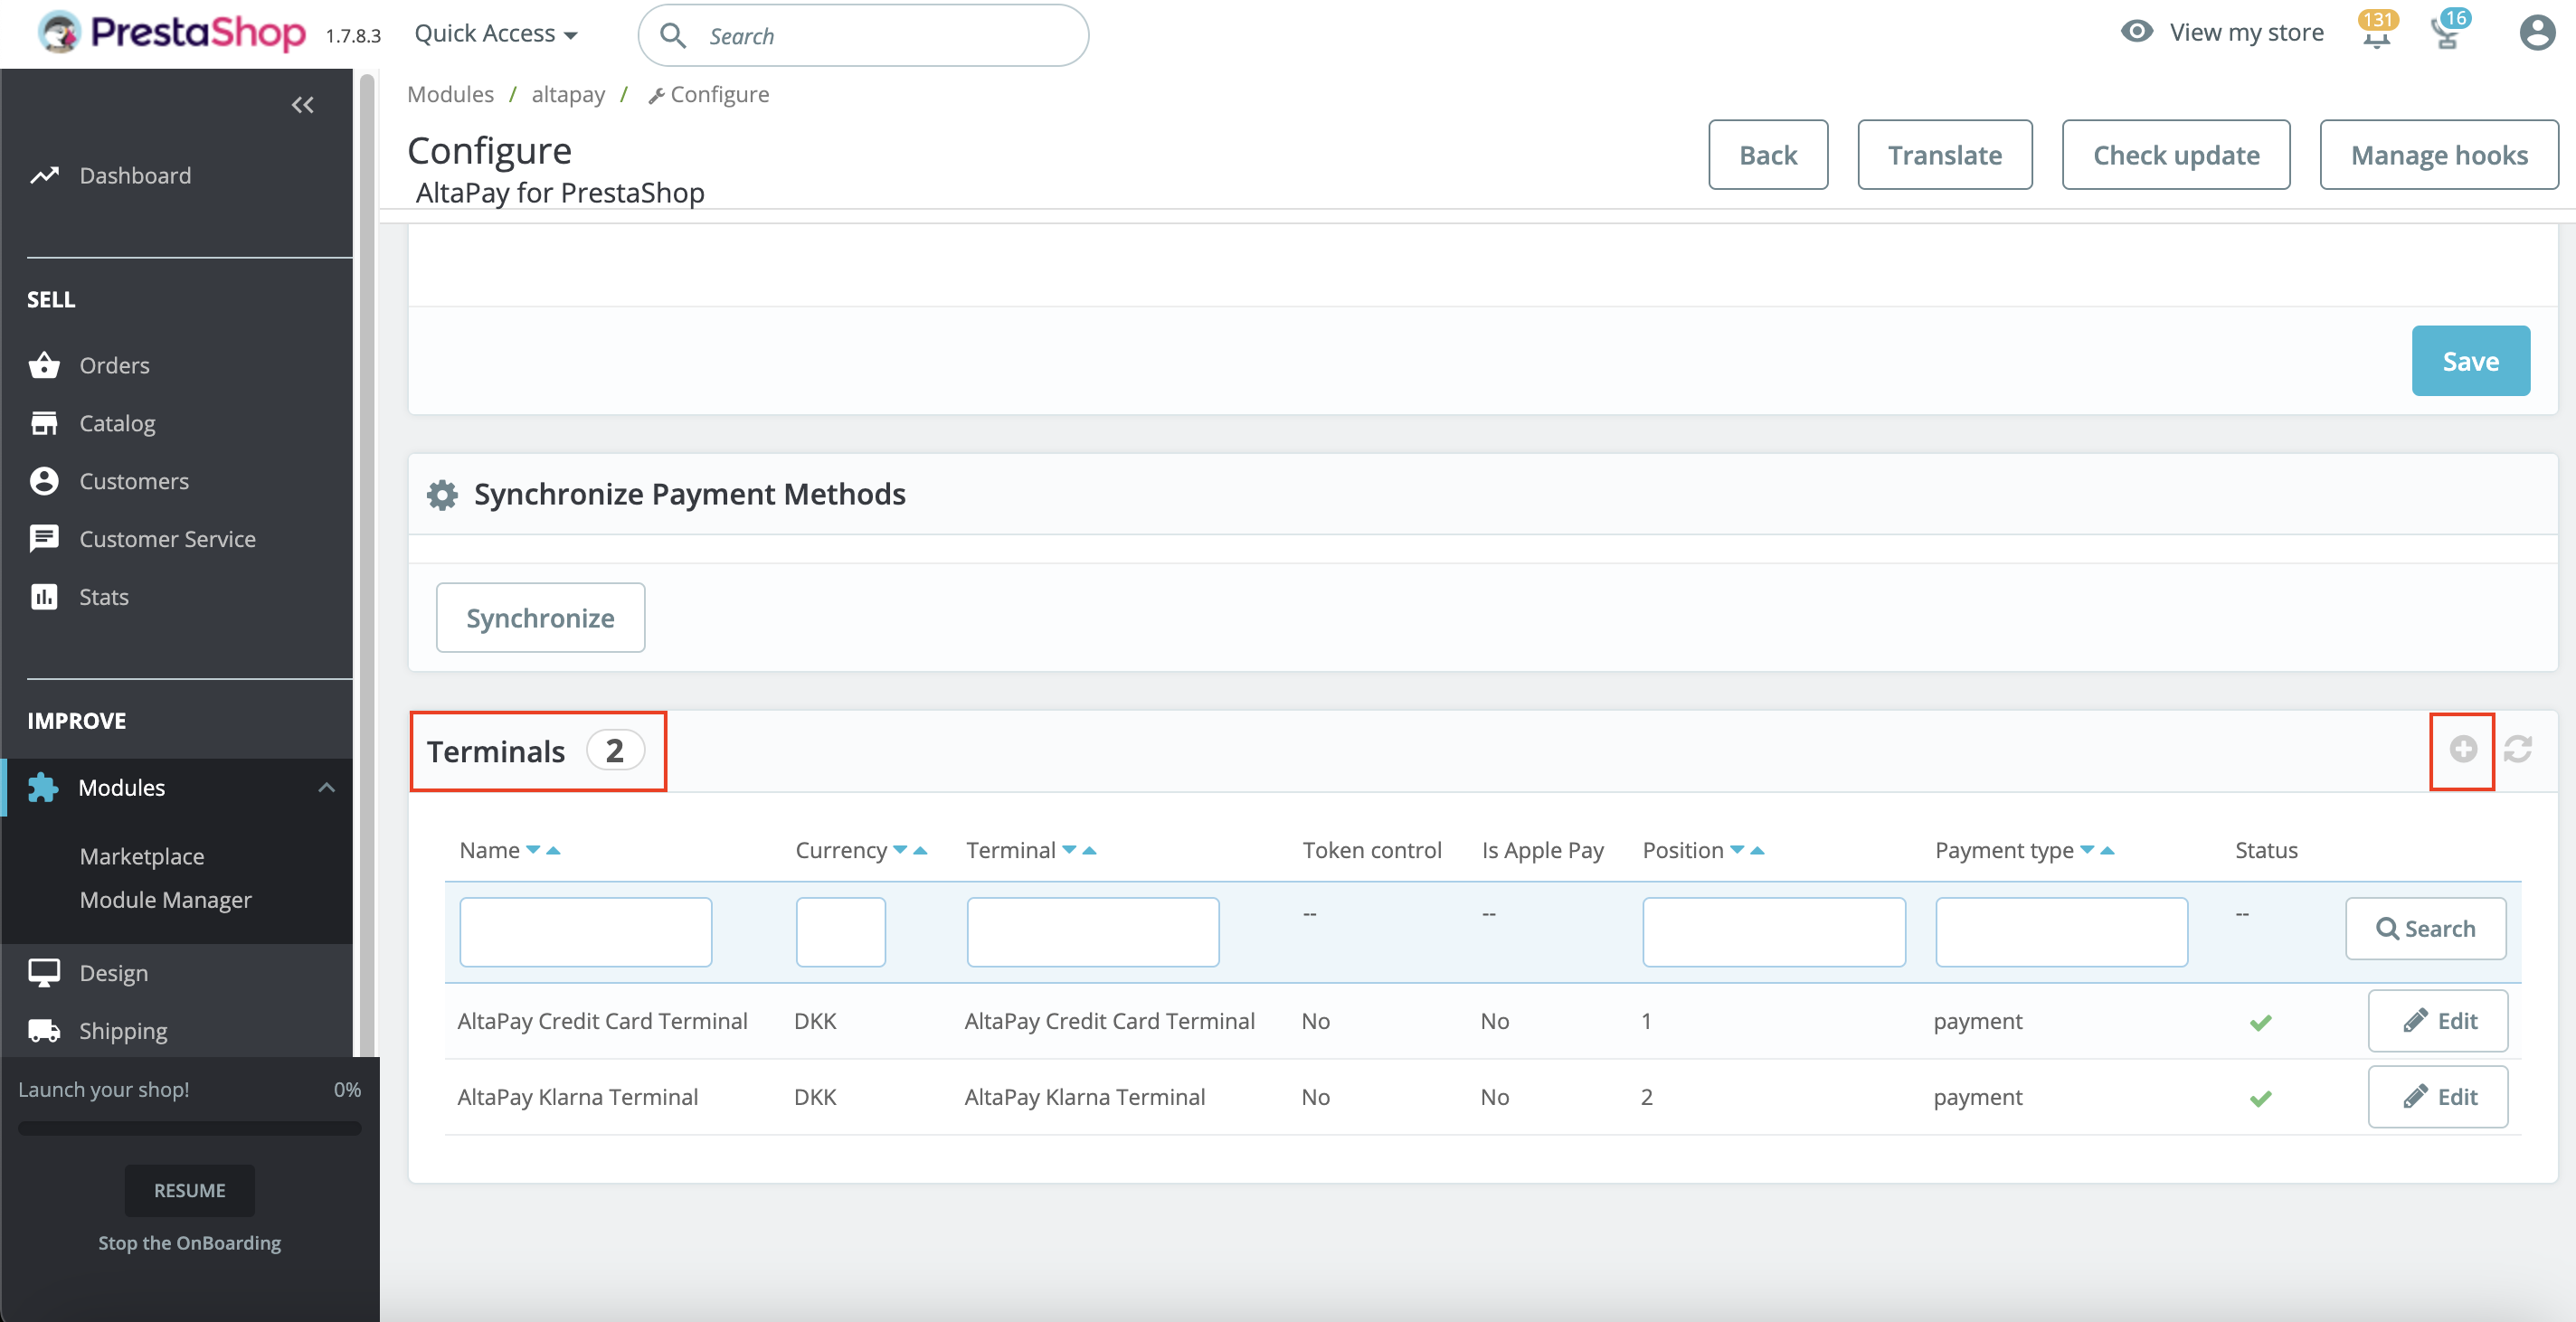 PrestaShop 1.7.8.3 Quick Access Search View my store 131 16
Modules / altapay / Configure
Configure
AltaPay for PrestaShop
Back Translate Check update Manage hooks
Dashboard
SELL
Orders
Catalog
Customers
Customer Service
Stats
IMPROVE
Modules
Marketplace
Module Manager
Design
Shipping
Launch your shop! 0%
RESUME
Stop the OnBoarding
Save
Synchronize Payment Methods
Synchronize
Terminals 2
Name Currency Terminal Token control Is Apple Pay Position Payment type Status
-- -- -- Search
AltaPay Credit Card Terminal DKK AltaPay Credit Card Terminal No No 1 payment Edit
AltaPay Klarna Terminal DKK AltaPay Klarna Terminal No No 2 payment Edit